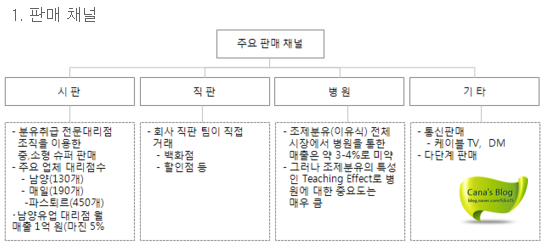 1. 판매 채널
주요 판매 채널
시 판
직 판
병 원
기 타
- 분유취급 전문대리점
조직을 이용한
중,소형 슈퍼 판매
- 주요 업체 대리점수
- 남양(130개)
- 매일(190개)
-파스퇴르(450개)
-남양유업 대리점 월
매출 1억 원(마진 5%
- 회사 직판 팀이 직접
거래
- 백화점
- 할인점 등
- 조제분유(이유식) 전체
시장에서 병원을 통한
매출은 약 3-4%로 미약
- 그러나 조제분유의 특성
인 Teaching Effect로 병
원에 대한 중요도는
매우 큼
- 통신판매
- 케이블 TV, DM
- 다단계 판매
Cana's Blog